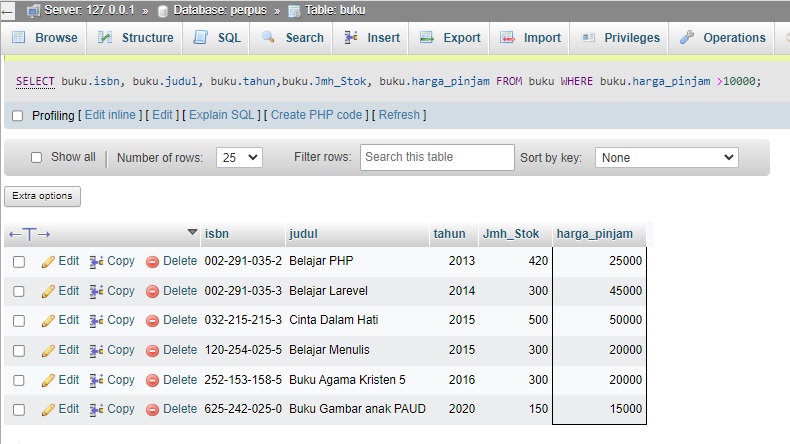 Server: 127.0.0.1 » Database: perpus » Table: buku
Browse Structure SQL Search Insert Export Import Privileges Operations
SELECT buku.isbn, buku.judul, buku.tahun,buku.Jmh_Stok, buku.harga_pinjam FROM buku WHERE buku.harga_pinjam >10000;
Profiling [ Edit inline ] [ Edit ] [ Explain SQL ] [ Create PHP code ] [ Refresh ]
Show all Number of rows: 25 Filter rows: Search this table Sort by key: None
Extra options
←T→ isbn judul tahun Jmh_Stok harga_pinjam
Edit Copy Delete 002-291-035-2 Belajar PHP 2013 420 25000
Edit Copy Delete 002-291-035-3 Belajar Larevel 2014 300 45000
Edit Copy Delete 032-215-215-3 Cinta Dalam Hati 2015 500 50000
Edit Copy Delete 120-254-025-5 Belajar Menulis 2015 300 20000
Edit Copy Delete 252-153-158-5 Buku Agama Kristen 5 2016 300 20000
Edit Copy Delete 625-242-025-0 Buku Gambar anak PAUD 2020 150 15000